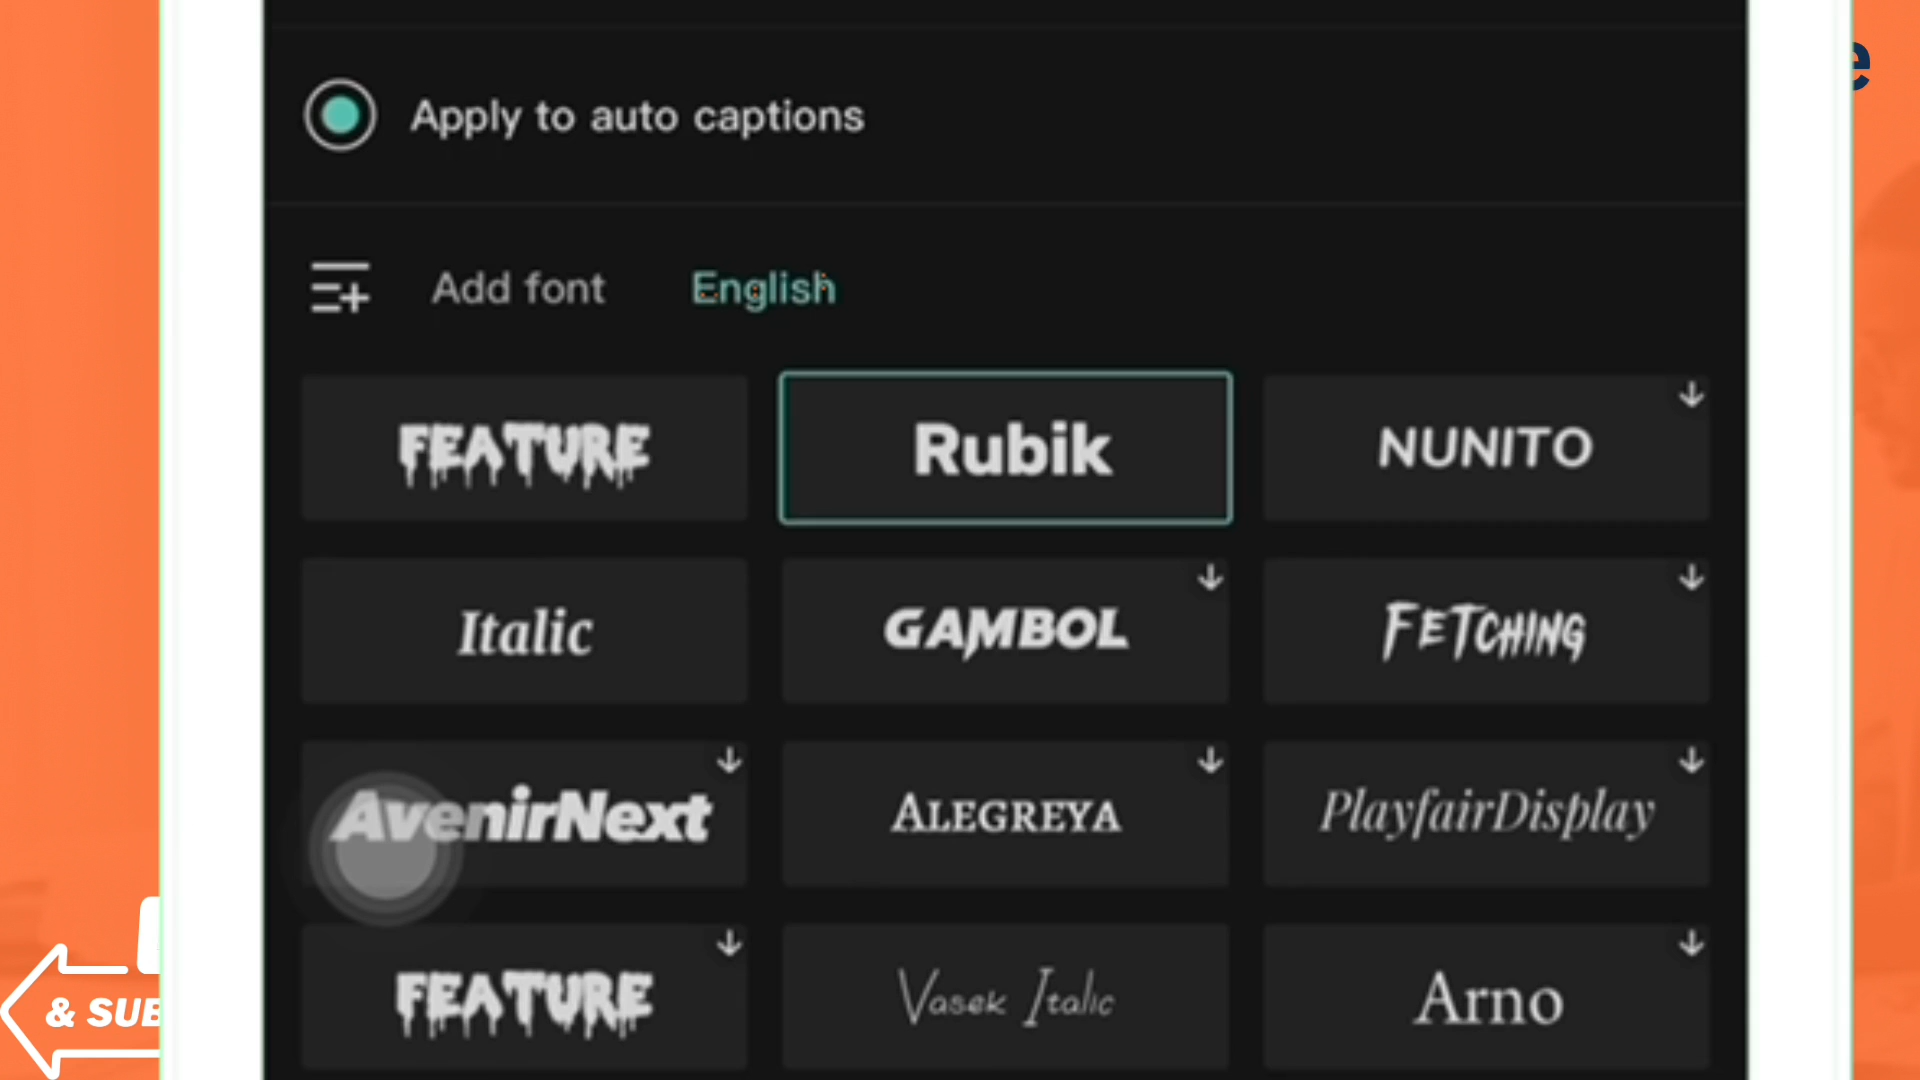 Apply to auto captions
Add font English
FEATURE Rubik NUNITO
Italic GAMBOL FETCHING
AvenirNext ALEGREYA PlayfairDisplay
FEATURE Vasek Italic Arno
& SUB
e